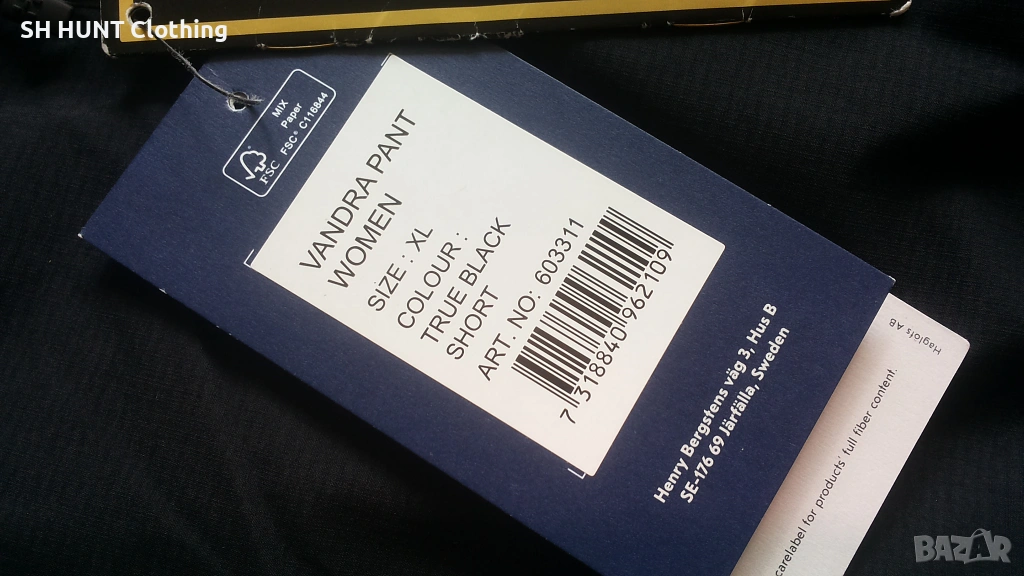 SH HUNT Clothing
MIX
Paper
FSC® C116844
FSC
VANDRA PANT
WOMEN
SIZE : XL
COLOUR :
TRUE BLACK
SHORT
ART. NO: 603311
7 318840 962109
Henry Bergstens väg 3, Hus B
SE-176 69 Järfälla, Sweden
Haglöfs AB
carelabel for products' full fiber content.
BAZAR